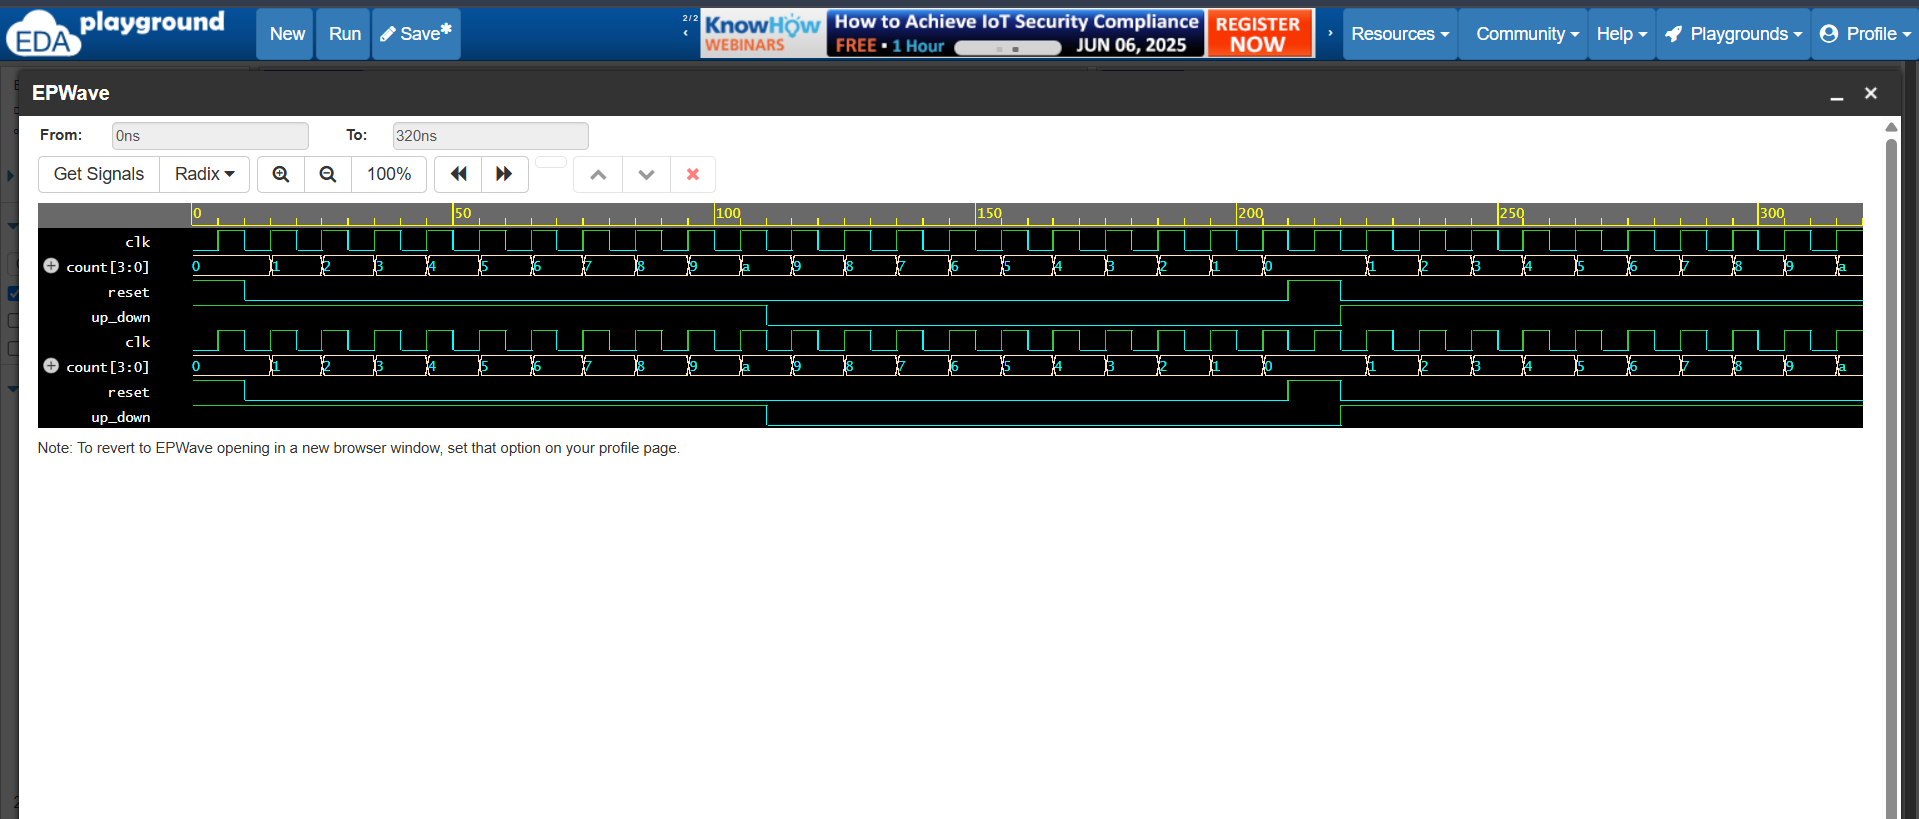 EDA playground
New
Run
Save*
2/2
KnowHow
WEBINARS
How to Achieve IoT Security Compliance
FREE • 1 Hour
JUN 06, 2025
REGISTER
NOW
Resources
Community
Help
Playgrounds
Profile
EPWave
From:
0ns
To:
320ns
Get Signals
Radix
100%
0 50 100 150 200 250 300
clk
count[3:0] 0 1 2 3 4 5 6 7 8 9 a 9 8 7 6 5 4 3 2 1 0 1 2 3 4 5 6 7 8 9 a
reset
up_down
clk
count[3:0] 0 1 2 3 4 5 6 7 8 9 a 9 8 7 6 5 4 3 2 1 0 1 2 3 4 5 6 7 8 9 a
reset
up_down
Note: To revert to EPWave opening in a new browser window, set that option on your profile page.